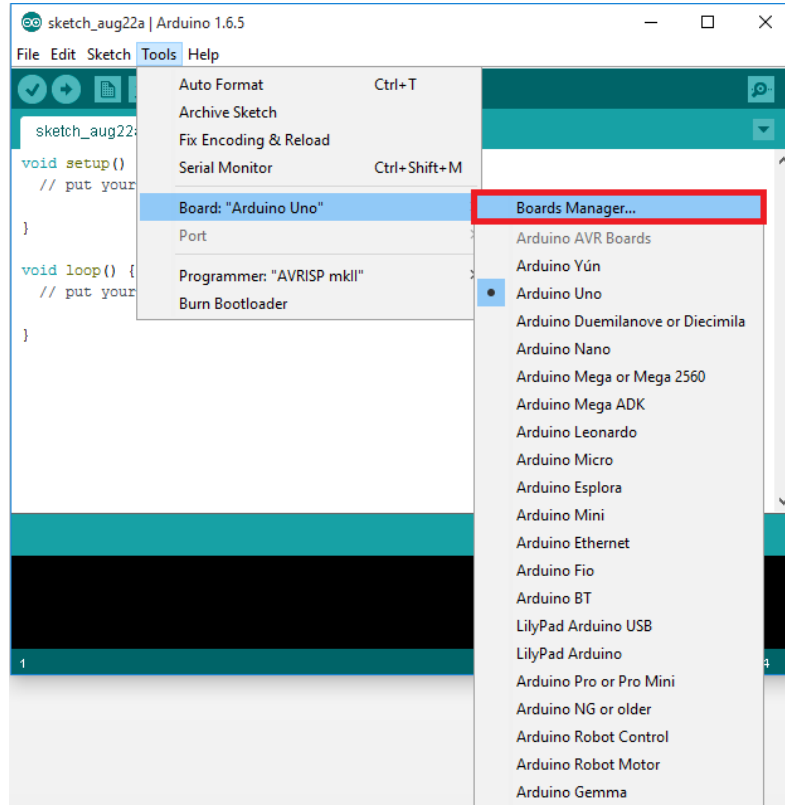 sketch_aug22a | Arduino 1.6.5
File Edit Sketch Tools Help
Auto Format Ctrl+T
Archive Sketch
sketch_aug22a
Fix Encoding & Reload
void setup()
Serial Monitor Ctrl+Shift+M
// put your
Board: "Arduino Uno"
Boards Manager...
}
Port
Arduino AVR Boards
void loop() {
Programmer: "AVRISP mkII"
Arduino Yún
// put your
Burn Bootloader
Arduino Uno
Arduino Duemilanove or Diecimila
}
Arduino Nano
Arduino Mega or Mega 2560
Arduino Mega ADK
Arduino Leonardo
Arduino Micro
Arduino Esplora
Arduino Mini
Arduino Ethernet
Arduino Fio
Arduino BT
LilyPad Arduino USB
LilyPad Arduino
1
Arduino Pro or Pro Mini
Arduino NG or older
Arduino Robot Control
Arduino Robot Motor
Arduino Gemma